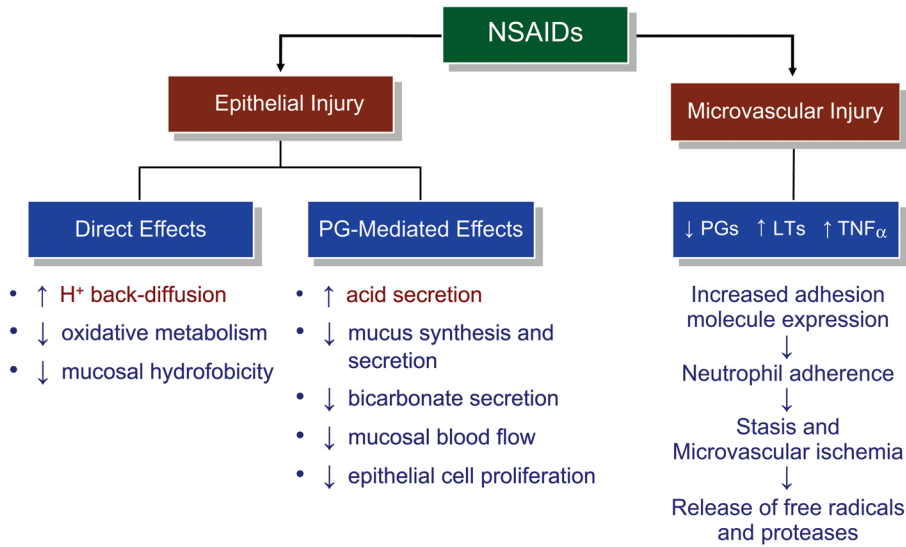 NSAIDs
Epithelial Injury
Microvascular Injury
Direct Effects
PG-Mediated Effects
↓ PGs ↑ LTs ↑ TNFα
• ↑ H⁺ back-diffusion
• ↓ oxidative metabolism
• ↓ mucosal hydrofobicity
• ↑ acid secretion
• ↓ mucus synthesis and
secretion
• ↓ bicarbonate secretion
• ↓ mucosal blood flow
• ↓ epithelial cell proliferation
Increased adhesion
molecule expression
↓
Neutrophil adherence
↓
Stasis and
Microvascular ischemia
↓
Release of free radicals
and proteases